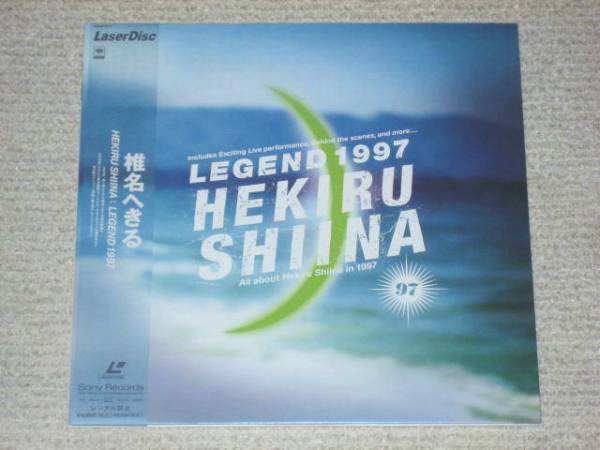 LaserDisc
椎名へきる
HEKIRU SHIINA : LEGEND 1997
LASERDISC
Sony Records
レンタル禁止
Includes Exciting Live performance, behind the scenes, and more....
LEGEND 1997
HEKIRU
SHIINA
All about Hekiru Shiina in 1997
97